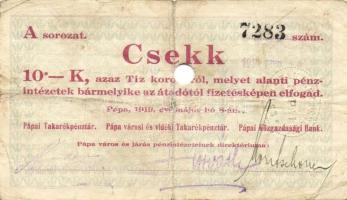 A sorozat. 7283 szám.
Csekk
10·— K, azaz Tíz koronáról, melyet alanti pénz-
intézetek bármelyike az átadótól fizetésképen elfogad.
Pápa, 1919. évi május hó 8-án.
Pápai Takarékpénztár. Pápa városi és vidéki Takarékpénztár. Pápai Közgazdasági Bank.
Pápa város és járás pénzintézeteinek direktóriuma: